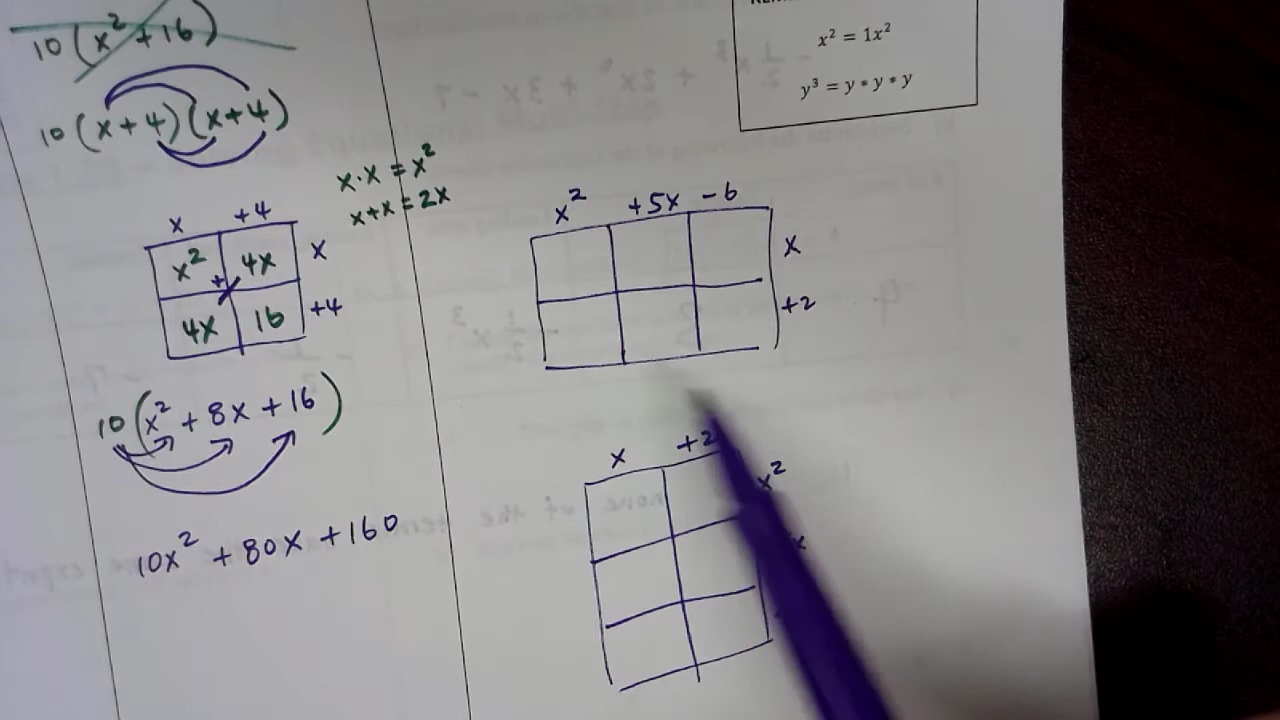 10(x² + 16)
10(x + 4)(x + 4)
x · x = x²
x + x = 2x
x +4
x² 4x x
+
4x 16 +4
10(x² + 8x + 16)
10x² + 80x + 160
x² = 1x²
y³ = y * y * y
x² +5x -6
x
+2
x +2
x²
x